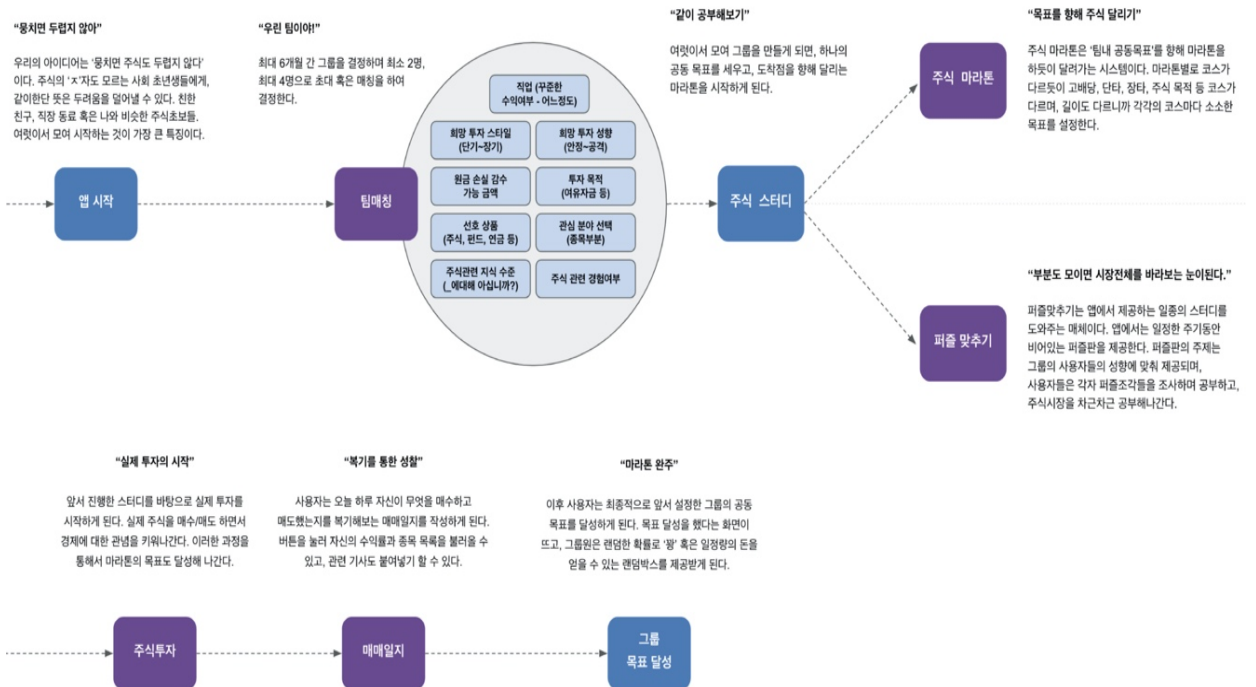 “뭉치면 두렵지 않아”
우리의 아이디어는 ‘뭉치면 주식도 두렵지 않다’
이다. 주식의 ‘ㅈ’자도 모르는 사회 초년생들에게,
같이한단 뜻은 두려움을 덜어낼 수 있다. 친한
친구, 직장 동료 혹은 나와 비슷한 주식초보들.
여럿이서 모여 시작하는 것이 가장 큰 특징이다.
앱 시작
“우린 팀이야!”
최대 6개월 간 그룹을 결정하며 최소 2명,
최대 4명으로 초대 혹은 매칭을 하여
결정한다.
팀매칭
직업 (꾸준한
수익여부 - 어느정도)
희망 투자 스타일
(단기~장기)
희망 투자 성향
(안정~공격)
원금 손실 감수
가능 금액
투자 목적
(여유자금 등)
선호 상품
(주식, 펀드, 연금 등)
관심 분야 선택
(종목부분)
주식관련 지식 수준
(_에대해 아십니까?)
주식 관련 경험여부
“같이 공부해보기”
여럿이서 모여 그룹을 만들게 되면, 하나의
공동 목표를 세우고, 도착점을 향해 달리는
마라톤을 시작하게 된다.
주식 스터디
“목표를 향해 주식 달리기”
주식 마라톤은 ‘팀내 공동목표’를 향해 마라톤을
하듯이 달려가는 시스템이다. 마라톤별로 코스가
다르듯이 고배당, 단타, 장타, 주식 목적 등 코스가
다르며, 길이도 다르니까 각각의 코스마다 소소한
목표를 설정한다.
주식 마라톤
“부분도 모이면 시장전체를 바라보는 눈이된다.”
퍼즐맞추기는 앱에서 제공하는 일종의 스터디를
도와주는 매체이다. 앱에서는 일정한 주기동안
비어있는 퍼즐판을 제공한다. 퍼즐판의 주제는
그룹의 사용자들의 성향에 맞춰 제공되며,
사용자들은 각자 퍼즐조각들을 조사하며 공부하고,
주식시장을 차근차근 공부해나간다.
퍼즐 맞추기
“실제 투자의 시작”
앞서 진행한 스터디를 바탕으로 실제 투자를
시작하게 된다. 실제 주식을 매수/매도 하면서
경제에 대한 관념을 키워나간다. 이러한 과정을
통해서 마라톤의 목표도 달성해 나간다.
주식투자
“복기를 통한 성찰”
사용자는 오늘 하루 자신이 무엇을 매수하고
매도했는지를 복기해보는 매매일지를 작성하게 된다.
버튼을 눌러 자신의 수익률과 종목 목록을 불러올 수
있고, 관련 기사도 붙여넣기 할 수 있다.
매매일지
“마라톤 완주”
이후 사용자는 최종적으로 앞서 설정한 그룹의 공동
목표를 달성하게 된다. 목표 달성을 했다는 화면이
뜨고, 그룹원은 랜덤한 확률로 ‘꽝’ 혹은 일정량의 돈을
얻을 수 있는 랜덤박스를 제공받게 된다.
그룹
목표 달성